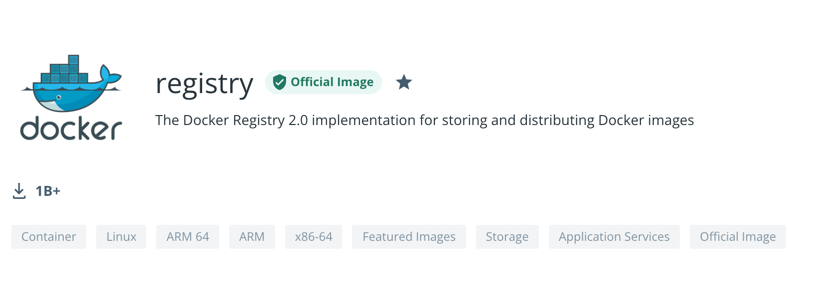 docker
registry Official Image
The Docker Registry 2.0 implementation for storing and distributing Docker images
1B+
Container Linux ARM 64 ARM x86-64 Featured Images Storage Application Services Official Image